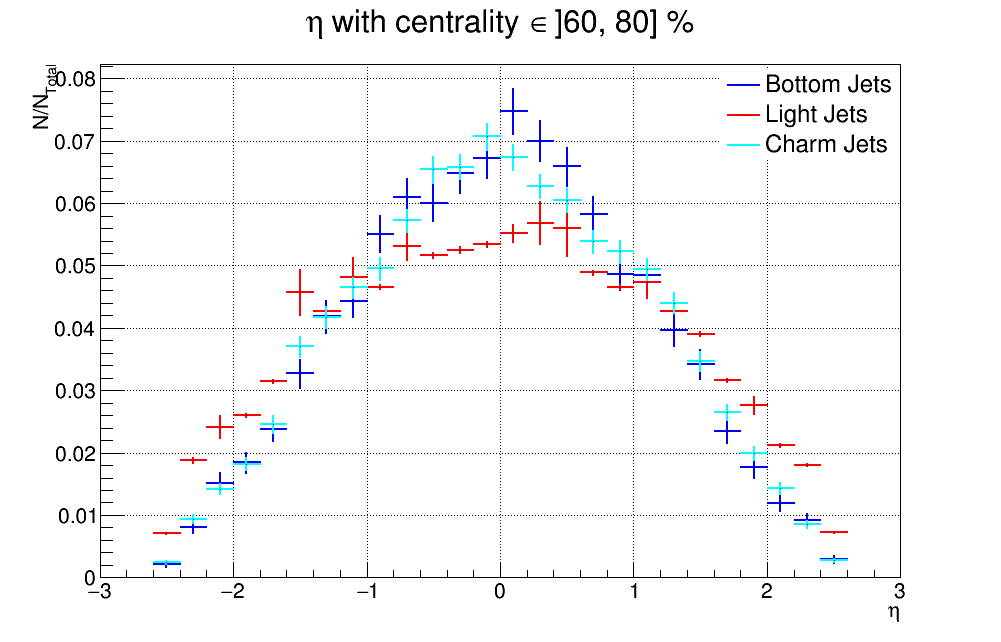 η with centrality ∈ ]60, 80] %
N/N_Total
Bottom Jets
Light Jets
Charm Jets
0.08
0.07
0.06
0.05
0.04
0.03
0.02
0.01
0
−3 −2 −1 0 1 2 3
η